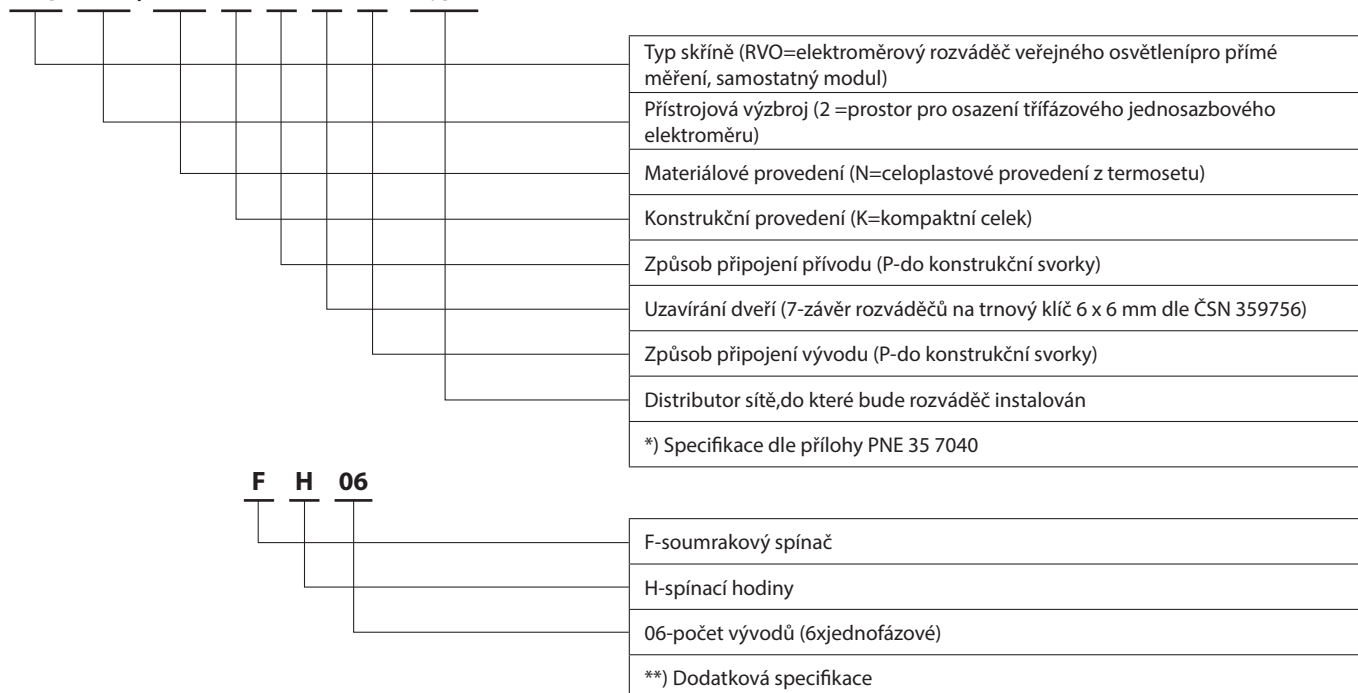 Typ skříně (RVO=elektroměrový rozváděč veřejného osvětlenípro přímé
měření, samostatný modul)
Přístrojová výzbroj (2 =prostor pro osazení třífázového jednosazbového
elektroměru)
Materiálové provedení (N=celoplastové provedení z termosetu)
Konstrukční provedení (K=kompaktní celek)
Způsob připojení přívodu (P-do konstrukční svorky)
Uzavírání dveří (7-závěr rozváděčů na trnový klíč 6 x 6 mm dle ČSN 359756)
Způsob připojení vývodu (P-do konstrukční svorky)
Distributor sítě,do které bude rozváděč instalován
*) Specifikace dle přílohy PNE 35 7040
F H 06
F-soumrakový spínač
H-spínací hodiny
06-počet vývodů (6xjednofázové)
**) Dodatková specifikace